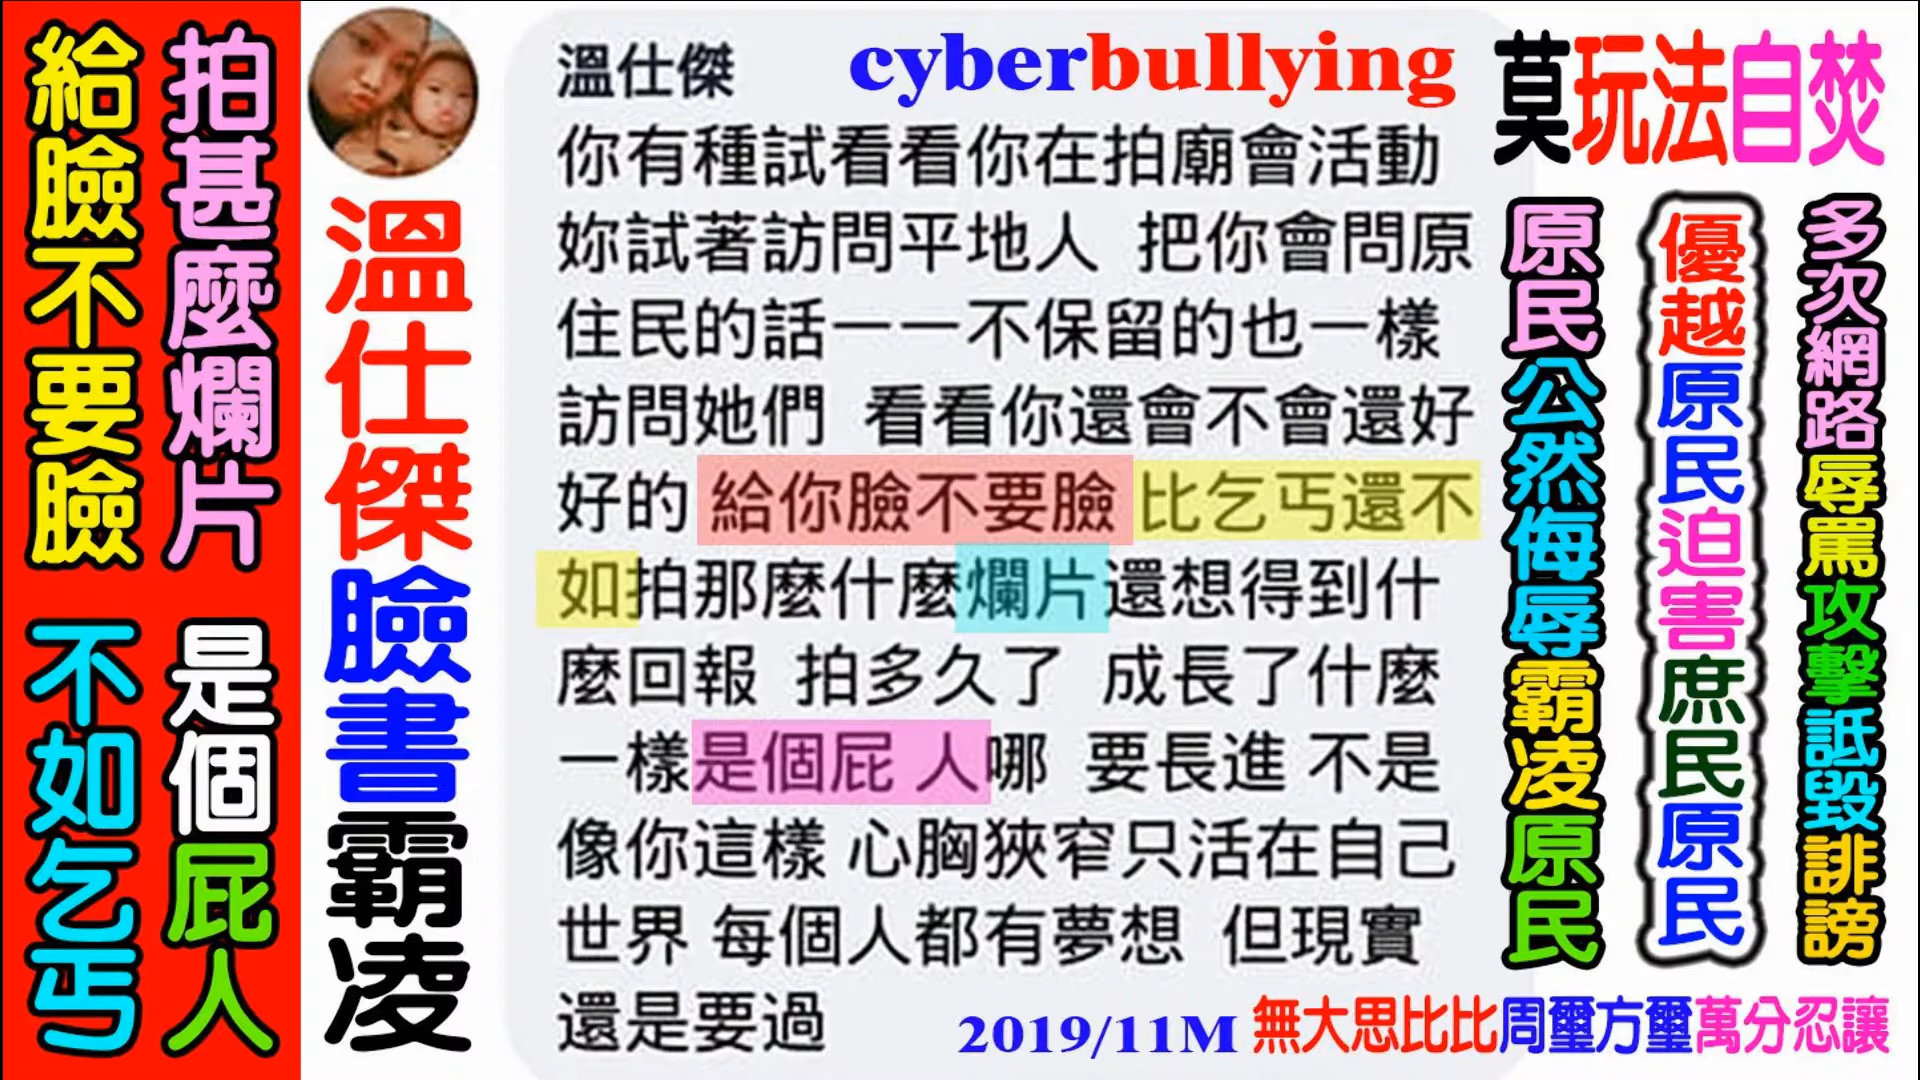 拍甚麼爛片 是個屁人
給臉不要臉 不如乞丐
溫仕傑臉書霸凌
cyberbullying
溫仕傑
你有種試看看你在拍廟會活動
妳試著訪問平地人 把你會問原
住民的話一一不保留的也一樣
訪問她們 看看你還會不會還好
好的 給你臉不要臉 比乞丐還不
如拍那麼什麼爛片還想得到什
麼回報 拍多久了 成長了什麼
一樣是個屁 人哪 要長進 不是
像你這樣 心胸狹窄只活在自己
世界 每個人都有夢想 但現實
還是要過
莫玩法自焚
多次網路辱罵攻擊詆毀誹謗
優越原民迫害庶民原民
原民公然侮辱霸凌原民
2019/11M 無大思比比周璽方璽萬分忍讓